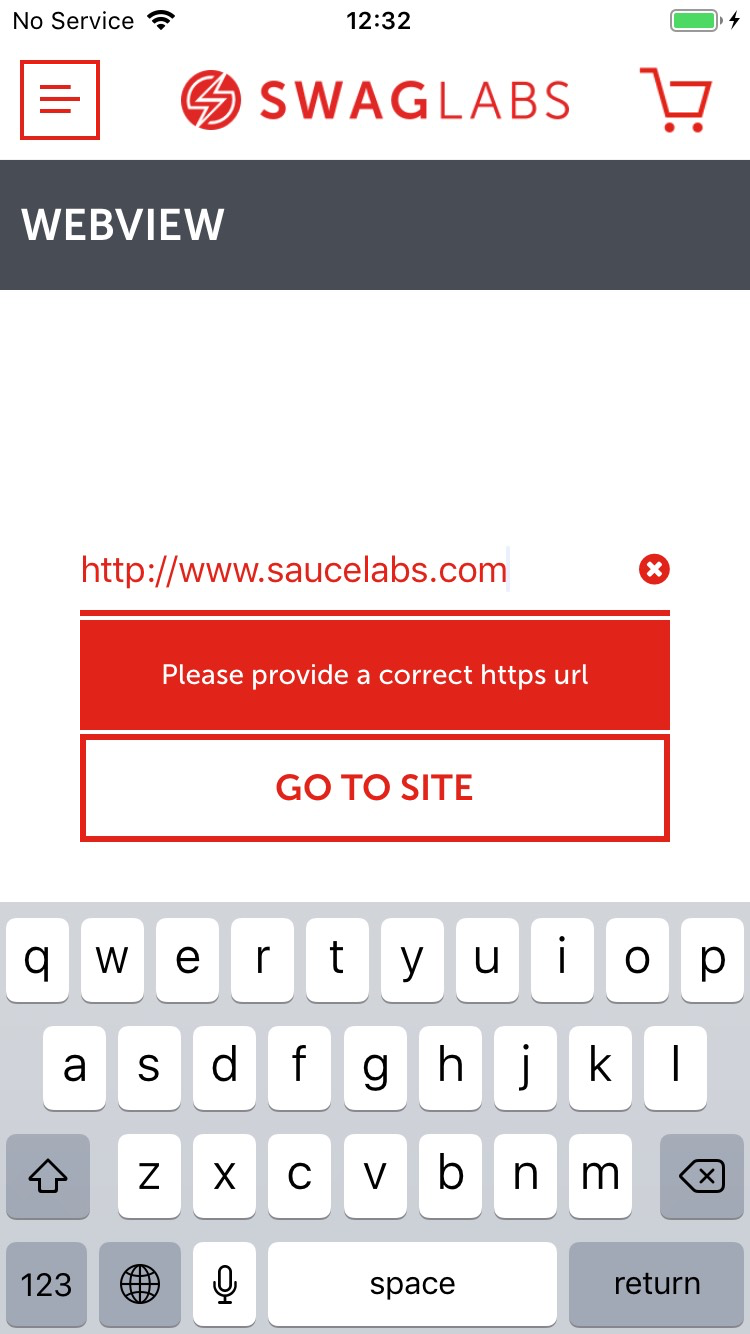 No Service 12:32
SWAGLABS
WEBVIEW
http://www.saucelabs.com
Please provide a correct https url
GO TO SITE
q w e r t y u i o p
a s d f g h j k l
z x c v b n m
123 space return